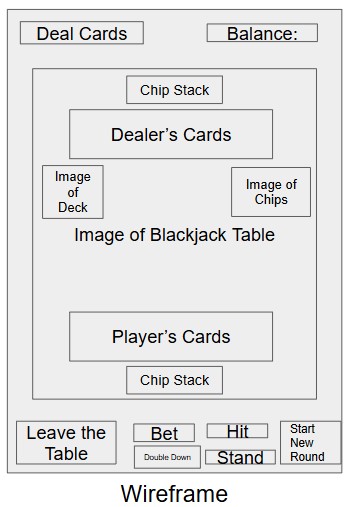 Deal Cards
Balance:
Chip Stack
Dealer's Cards
Image
of
Deck
Image of
Chips
Image of Blackjack Table
Player's Cards
Chip Stack
Leave the
Table
Bet
Double Down
Hit
Stand
Start
New
Round
Wireframe